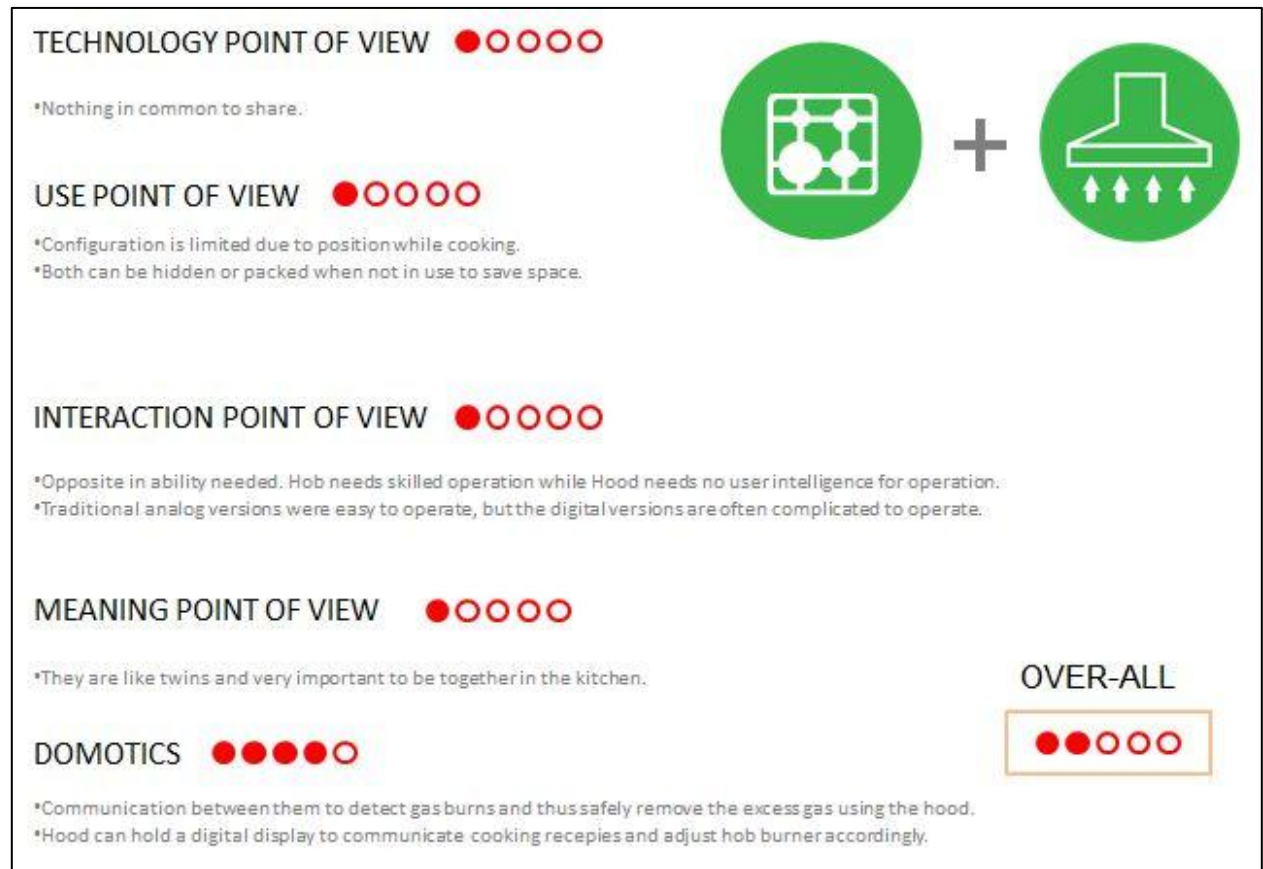 TECHNOLOGY POINT OF VIEW
•Nothing in common to share.
USE POINT OF VIEW
•Configuration is limited due to position while cooking.
•Both can be hidden or packed when not in use to save space.
INTERACTION POINT OF VIEW
•Opposite in ability needed. Hob needs skilled operation while Hood needs no user intelligence for operation.
•Traditional analog versions were easy to operate, but the digital versions are often complicated to operate.
MEANING POINT OF VIEW
•They are like twins and very important to be together in the kitchen.
OVER-ALL
DOMOTICS
•Communication between them to detect gas burns and thus safely remove the excess gas using the hood.
•Hood can hold a digital display to communicate cooking recepies and adjust hob burner accordingly.